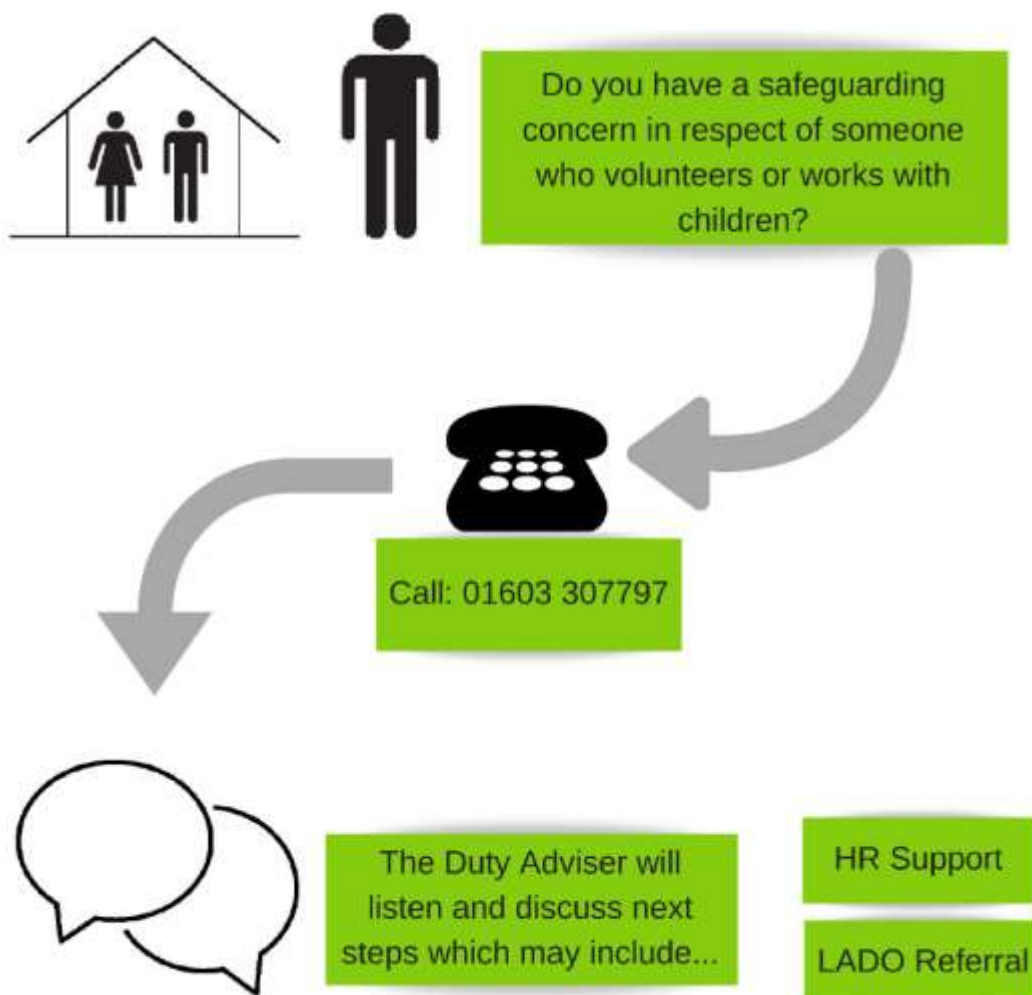 Do you have a safeguarding
concern in respect of someone
who volunteers or works with
children?
Call: 01603 307797
The Duty Adviser will
listen and discuss next
steps which may include...
HR Support
LADO Referral